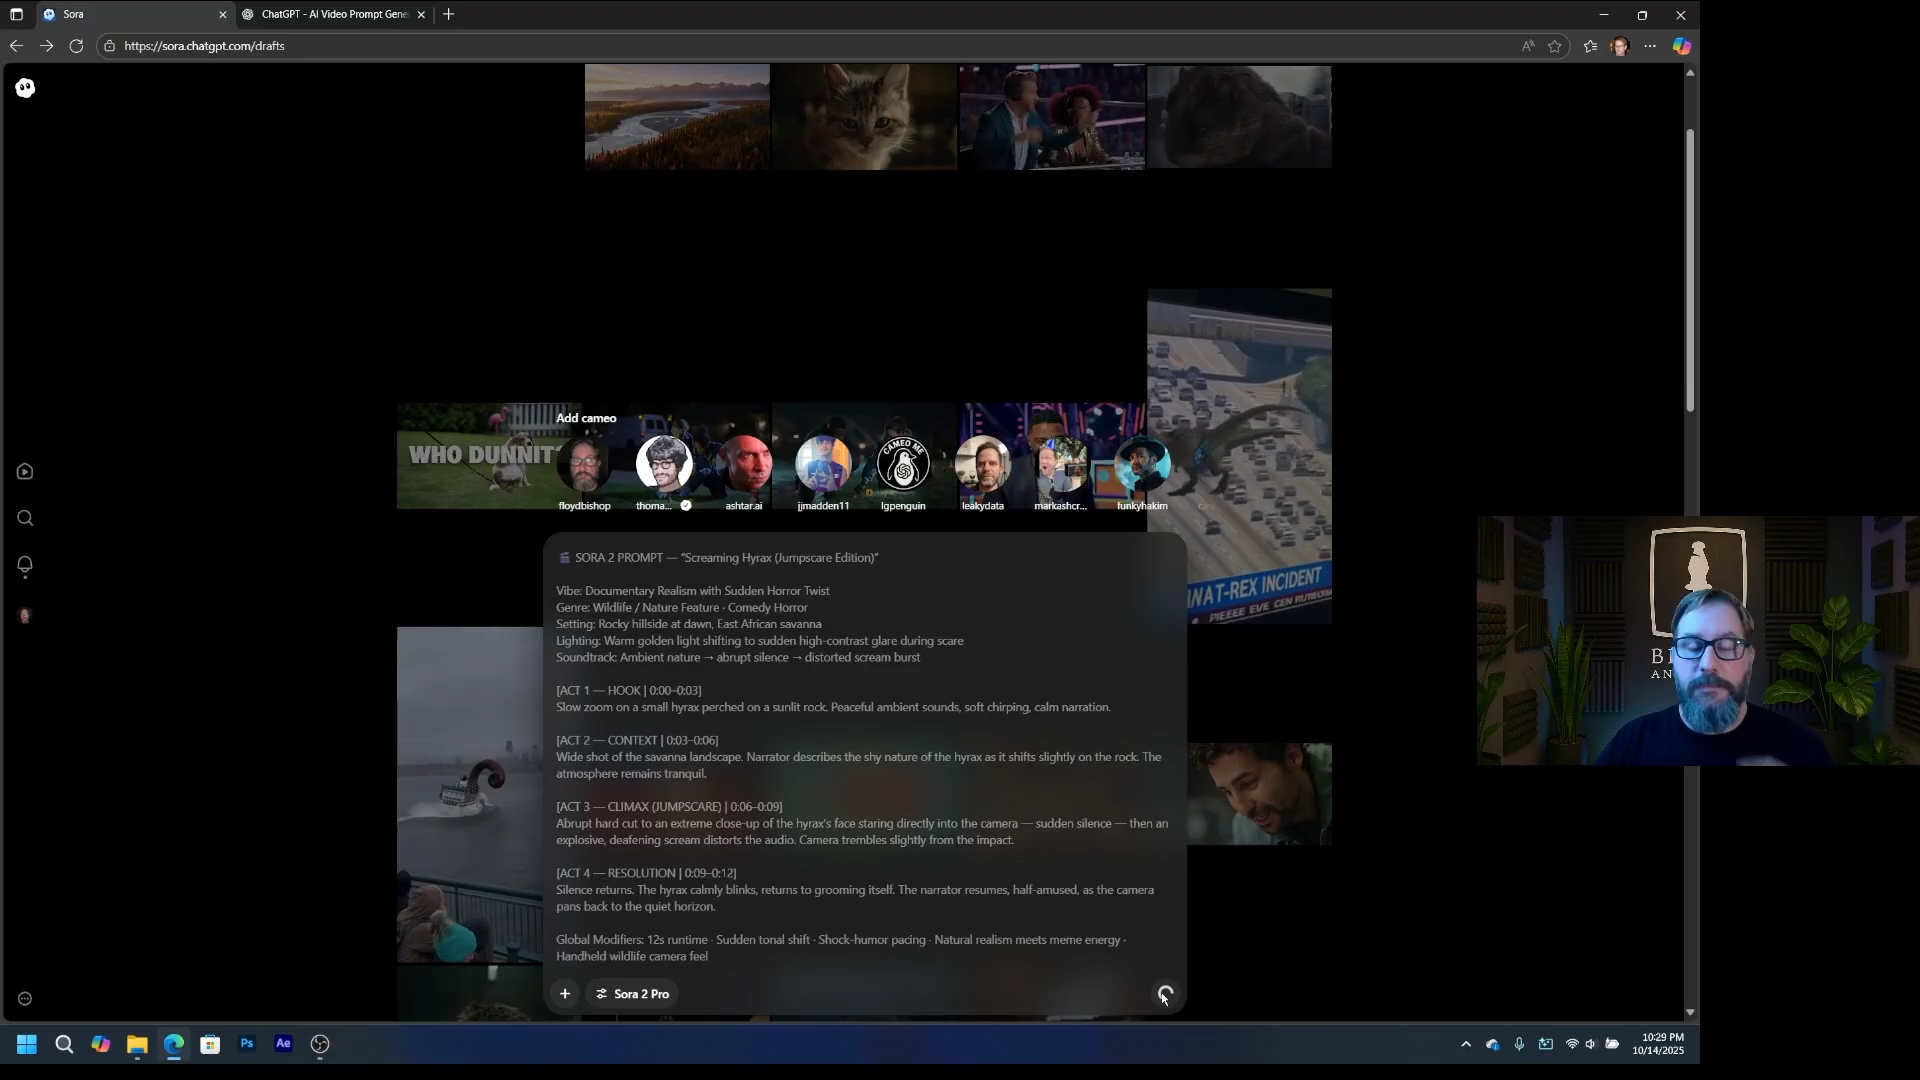 Sora
ChatGPT - AI Video Prompt Gene
https://sora.chatgpt.com/drafts
WHO DUNNIT
Add cameo
floydbishop
thoma...
ashtar.ai
jjmadden11
CAMEO ME
lgpenguin
leakydata
markashcr...
funkyhakim
SORA 2 PROMPT — “Screaming Hyrax (Jumpscare Edition)”
Vibe: Documentary Realism with Sudden Horror Twist
Genre: Wildlife / Nature Feature · Comedy Horror
Setting: Rocky hillside at dawn, East African savanna
Lighting: Warm golden light shifting to sudden high-contrast glare during scare
Soundtrack: Ambient nature → abrupt silence → distorted scream burst
[ACT 1 — HOOK | 0:00–0:03]
Slow zoom on a small hyrax perched on a sunlit rock. Peaceful ambient sounds, soft chirping, calm narration.
[ACT 2 — CONTEXT | 0:03–0:06]
Wide shot of the savanna landscape. Narrator describes the shy nature of the hyrax as it shifts slightly on the rock. The
atmosphere remains tranquil.
[ACT 3 — CLIMAX (JUMPSCARE) | 0:06–0:09]
Abrupt hard cut to an extreme close-up of the hyrax’s face staring directly into the camera — sudden silence — then an
explosive, deafening scream distorts the audio. Camera trembles slightly from the impact.
[ACT 4 — RESOLUTION | 0:09–0:12]
Silence returns. The hyrax calmly blinks, returns to grooming itself. The narrator resumes, half-amused, as the camera
pans back to the quiet horizon.
Global Modifiers: 12s runtime · Sudden tonal shift · Shock-humor pacing · Natural realism meets meme energy ·
Handheld wildlife camera feel
Sora 2 Pro
NAT-REX INCIDENT
PIEEEE EVE CEN
BI
AN
Ps
Ae
10:29 PM
10/14/2025